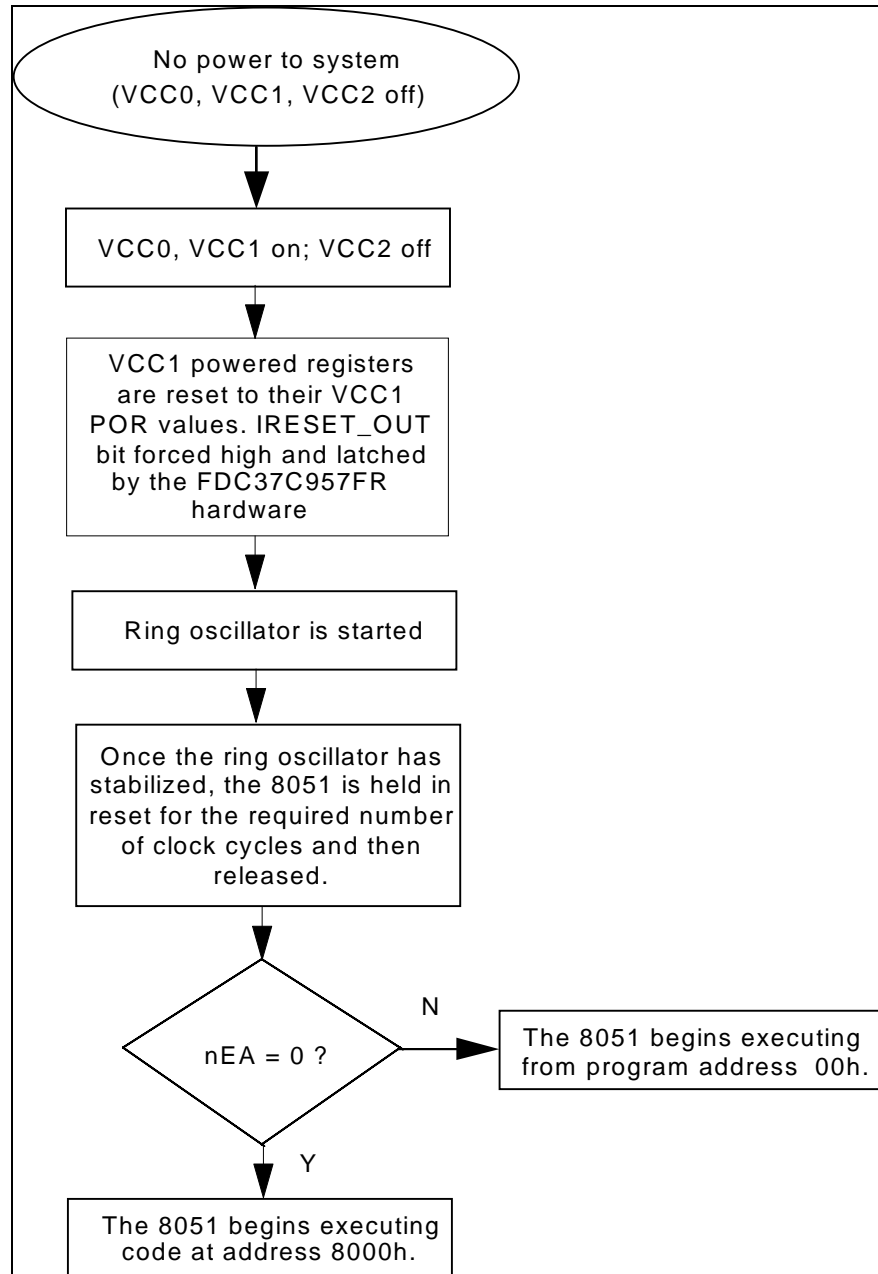 No power to system
(VCC0, VCC1, VCC2 off)
VCC0, VCC1 on; VCC2 off
VCC1 powered registers
are reset to their VCC1
POR values. IRESET_OUT
bit forced high and latched
by the FDC37C957FR
hardware
Ring oscillator is started
Once the ring oscillator has
stabilized, the 8051 is held in
reset for the required number
of clock cycles and then
released.
nEA = 0 ?
N
The 8051 begins executing
from program address 00h.
Y
The 8051 begins executing
code at address 8000h.